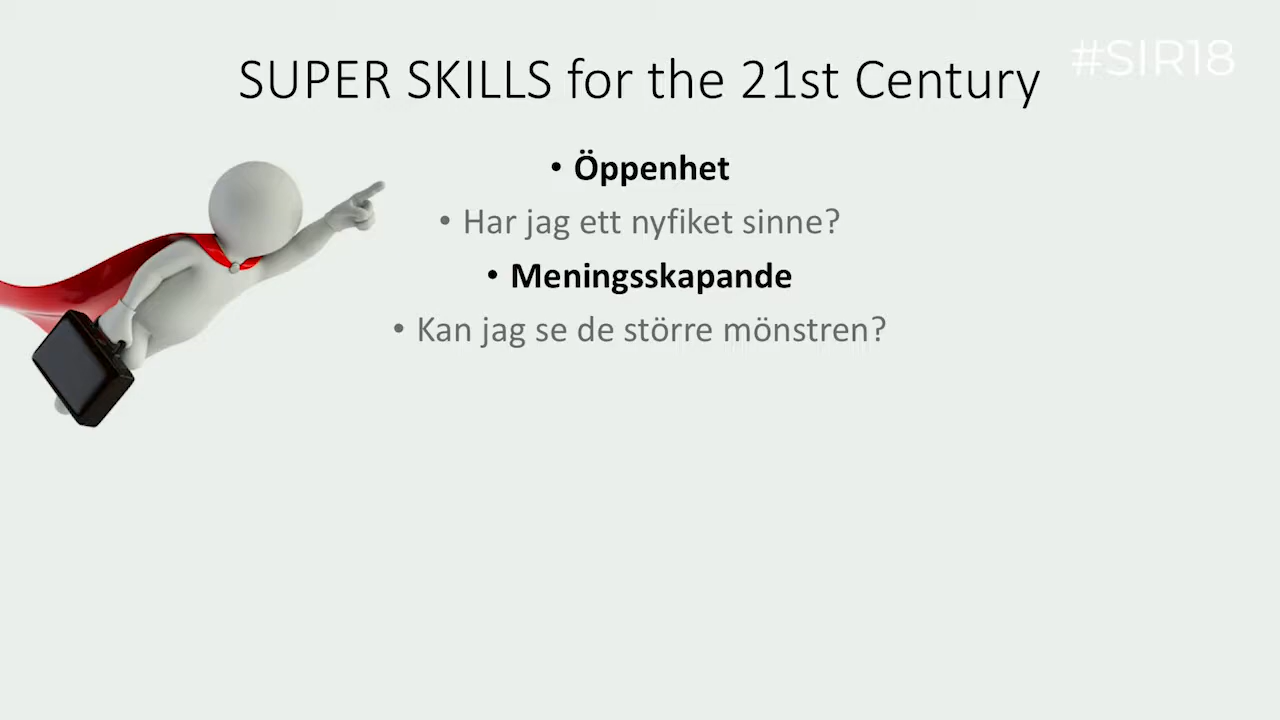 #SIR18
SUPER SKILLS for the 21st Century
• Öppenhet
• Har jag ett nyfiket sinne?
• Meningsskapande
• Kan jag se de större mönstren?